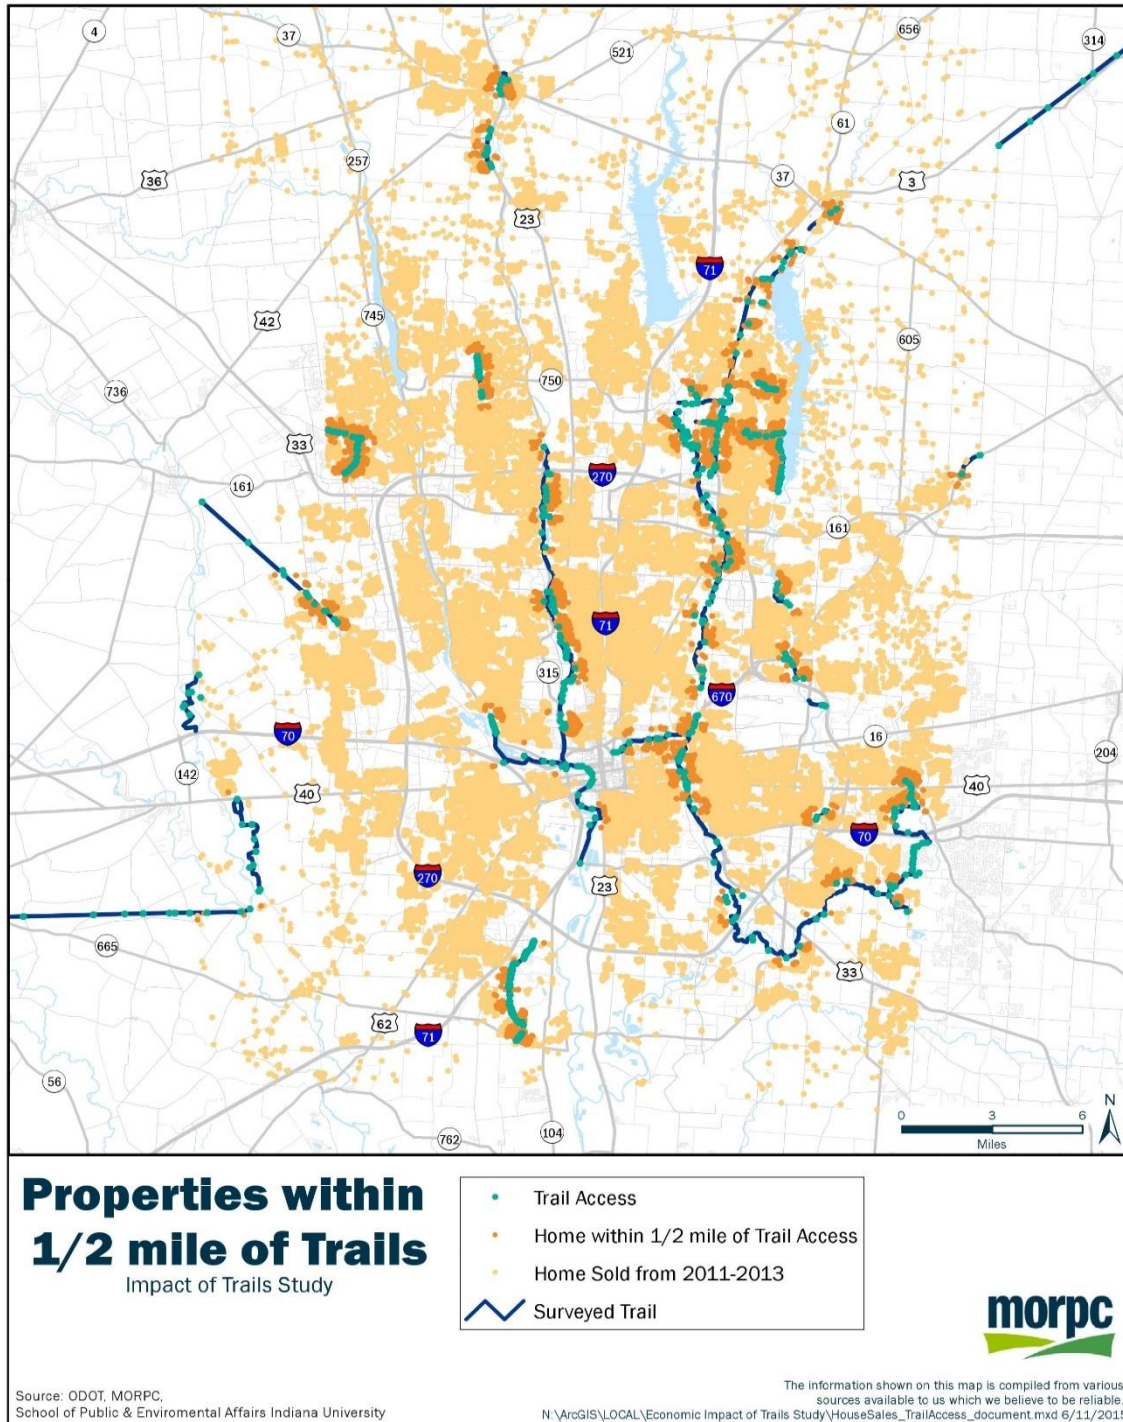 4
37
521
656
314
61
257
36
37
3
23
71
42
745
605
736
750
33
270
161
161
71
315
670
70
16
142
204
40
40
70
270
23
665
33
62
71
56
762
104
N
0 3 6
Miles
Properties within
1/2 mile of Trails
Impact of Trails Study
Trail Access
Home within 1/2 mile of Trail Access
Home Sold from 2011-2013
Surveyed Trail
morpc
Source: ODOT, MORPC,
School of Public & Enviromental Affairs Indiana University
The information shown on this map is compiled from various
sources available to us which we believe to be reliable.
N:\ArcGIS\LOCAL\Economic Impact of Trails Study\HouseSales_TrailAccess_document.mxd 6/11/2015